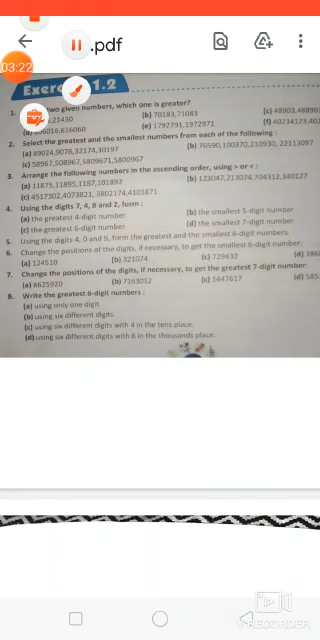 03:22
.pdf
Exer 1.2
1. two given numbers, which one is greater?
,21430 (b) 70183,71083 (c) 48903,
616060 (e) 1792791,1972971 (f) 60234123,
2. Select the greatest and the smallest numbers from each of the following :
(a) 89024,9078,32174,30197 (b) 76590,100370,210930, 22113097
(c) 58967,508967,5809671,5800967
3. Arrange the following numbers in the ascending order, using > or < :
(a) 11875,11895,1187,101892 (b) 123047,213074,704312,340127
(c) 4517302,4073821, 3802174,4103871
4. Using the digits 7, 4, 8 and 2, form :
(a) the greatest 4-digit number (b) the smallest 5-digit number
(c) the greatest 6-digit number (d) the smallest 7-digit number
5. Using the digits 4, 0 and 9, form the greatest and the smallest 6-digit numbers.
6. Change the positions of the digits, if necessary, to get the smallest 6-digit number:
(a) 124510 (b) 321074 (c) 729432 (d)
7. Change the positions of the digits, if necessary, to get the greatest 7-digit number:
(a) 8625920 (b) 7163012 (c) 1447617 (d)
8. Write the greatest 6-digit numbers :
(a) using only one digit.
(b) using six different digits.
(c) using six different digits with 4 in the tens place.
(d) using six different digits with 6 in the thousands place.
RECORDER